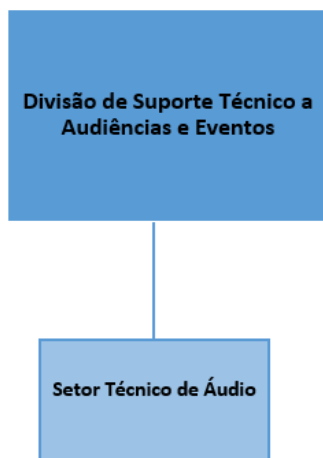 Divisão de Suporte Técnico a
Audiências e Eventos
Setor Técnico de Áudio